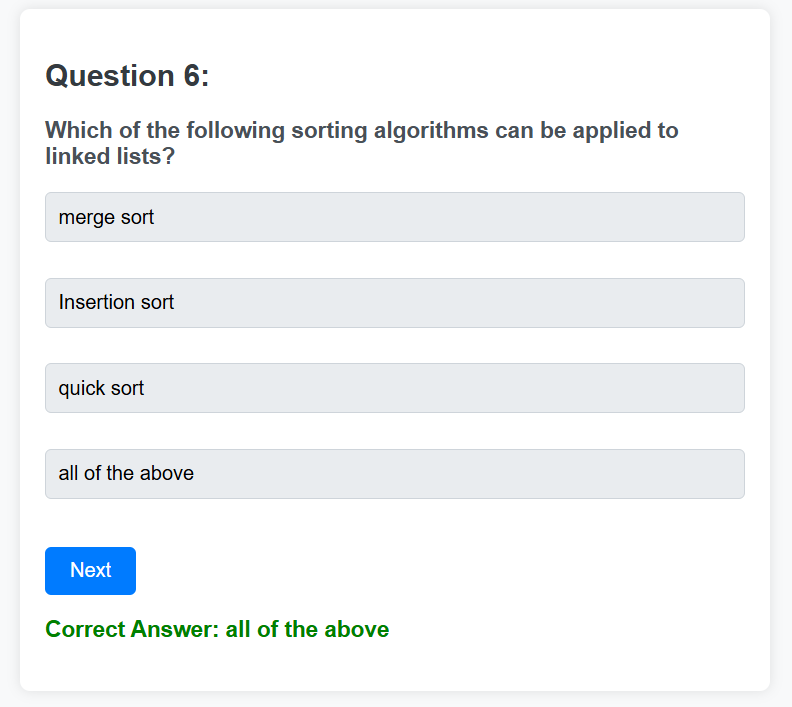 Question 6:
Which of the following sorting algorithms can be applied to
linked lists?
merge sort
Insertion sort
quick sort
all of the above
Next
Correct Answer: all of the above